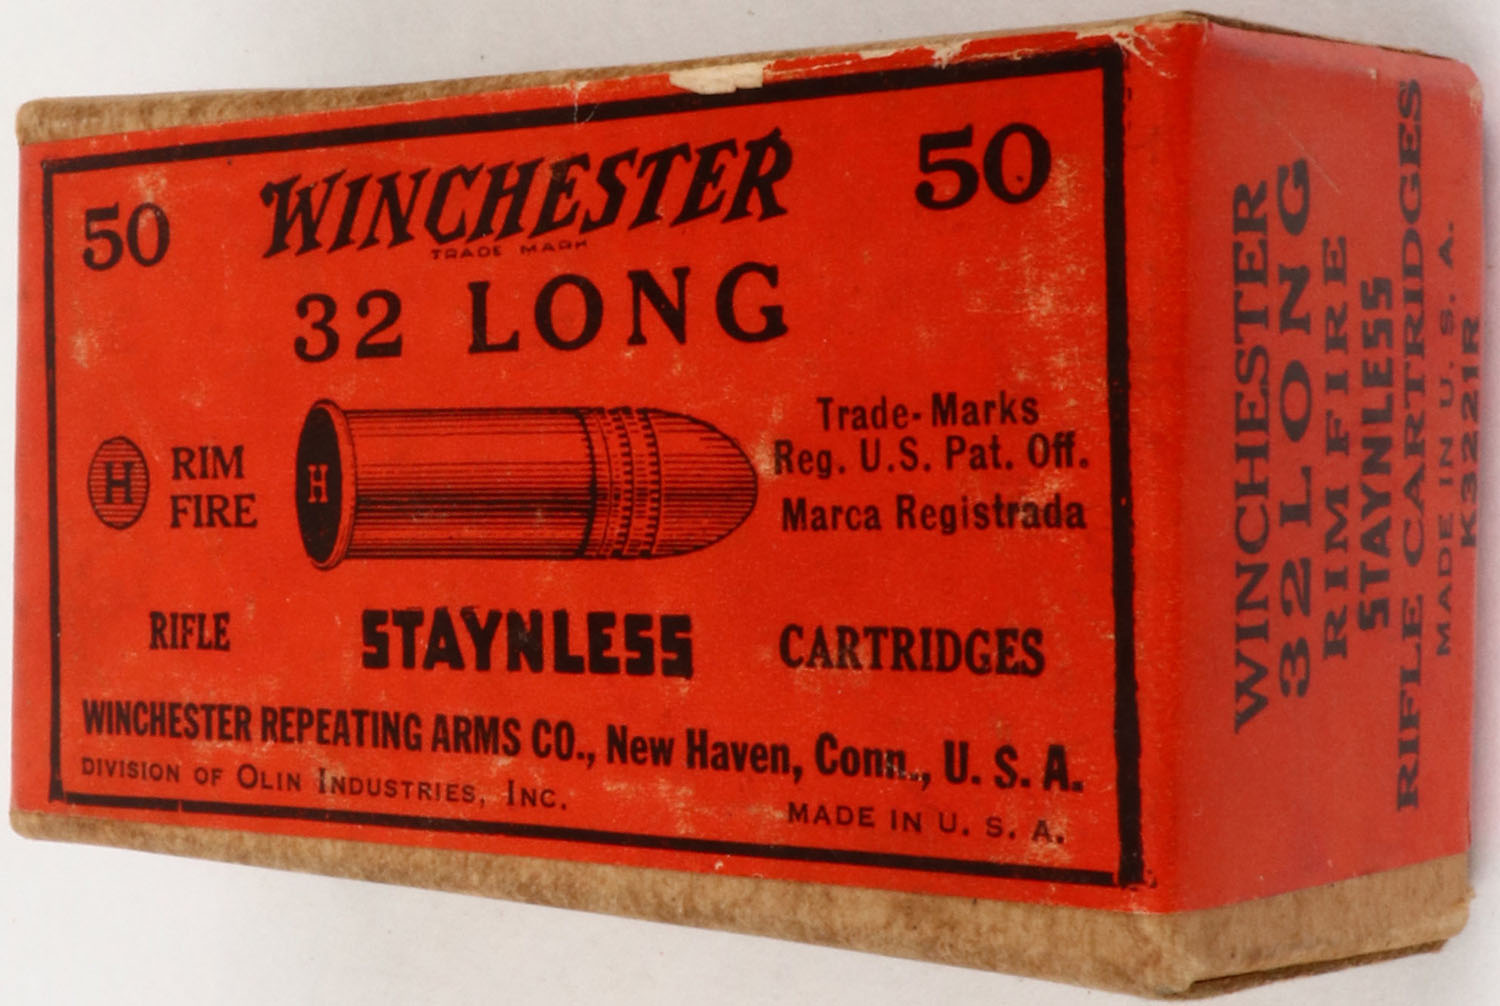 50 WINCHESTER 50
TRADE MARK
32 LONG
H RIM FIRE
H
Trade-Marks
Reg. U.S. Pat. Off.
Marca Registrada
RIFLE STAYNLESS CARTRIDGES
WINCHESTER REPEATING ARMS CO., New Haven, Conn., U. S. A.
DIVISION OF OLIN INDUSTRIES, INC.
MADE IN U. S. A.
WINCHESTER
32 LONG
RIM FIRE
STAYNLESS
RIFLE CARTRIDGES
MADE IN U. S. A.
K3221R